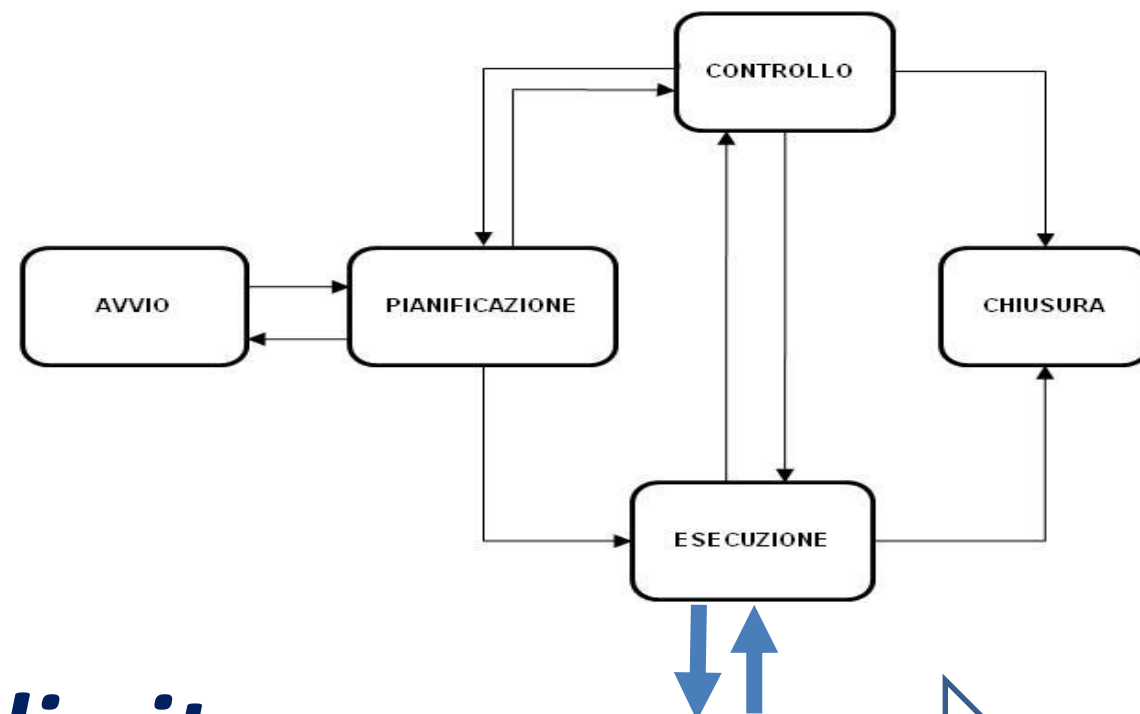 CONTROLLO
AVVIO
PIANIFICAZIONE
CHIUSURA
ESECUZIONE